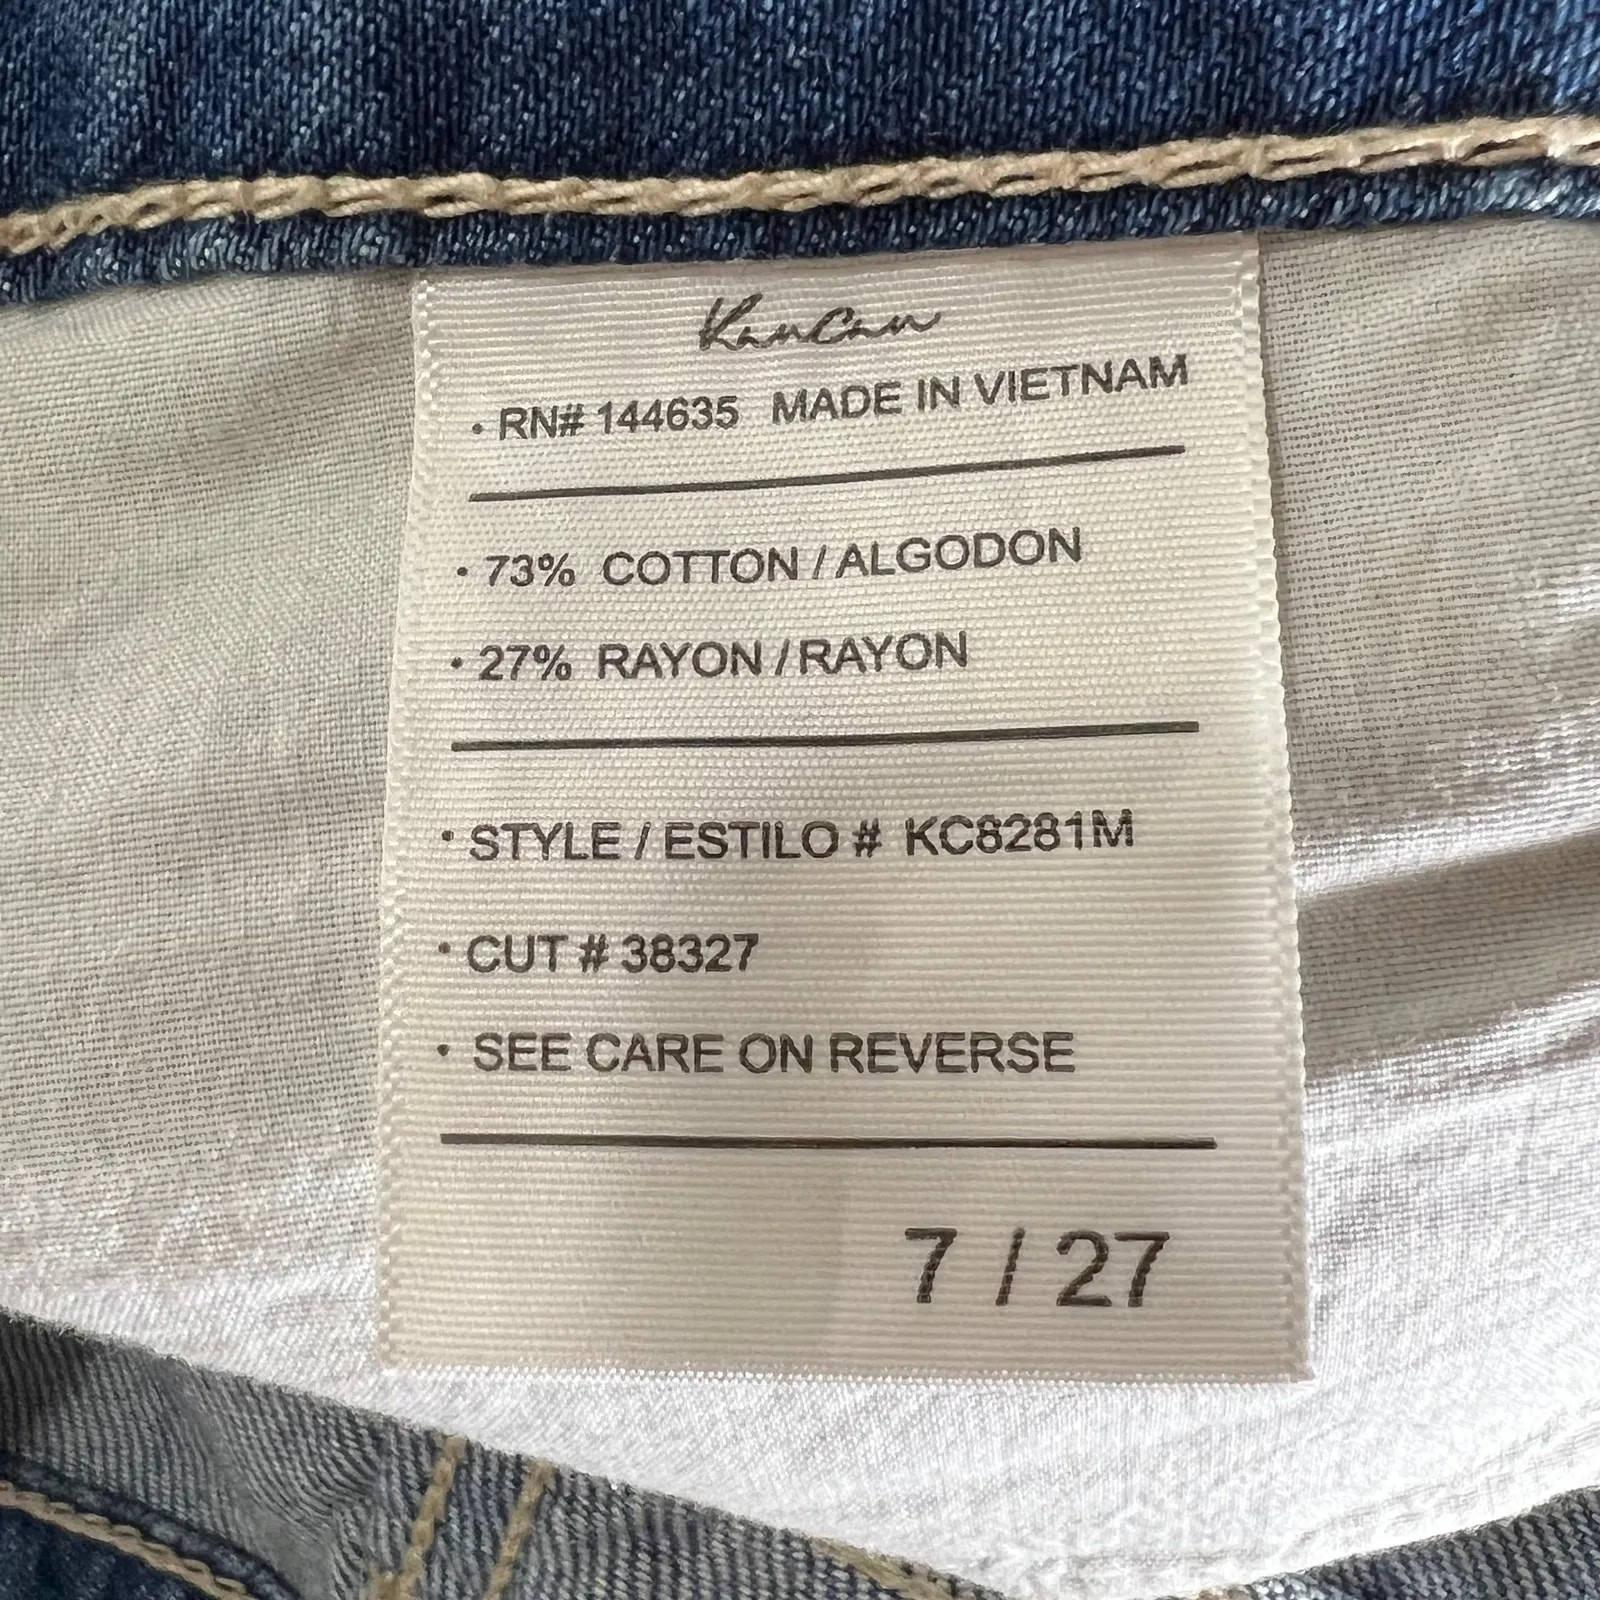 KanCan
• RN# 144635 MADE IN VIETNAM
• 73% COTTON / ALGODON
• 27% RAYON / RAYON
• STYLE / ESTILO # KC8281M
• CUT # 38327
• SEE CARE ON REVERSE
7 / 27